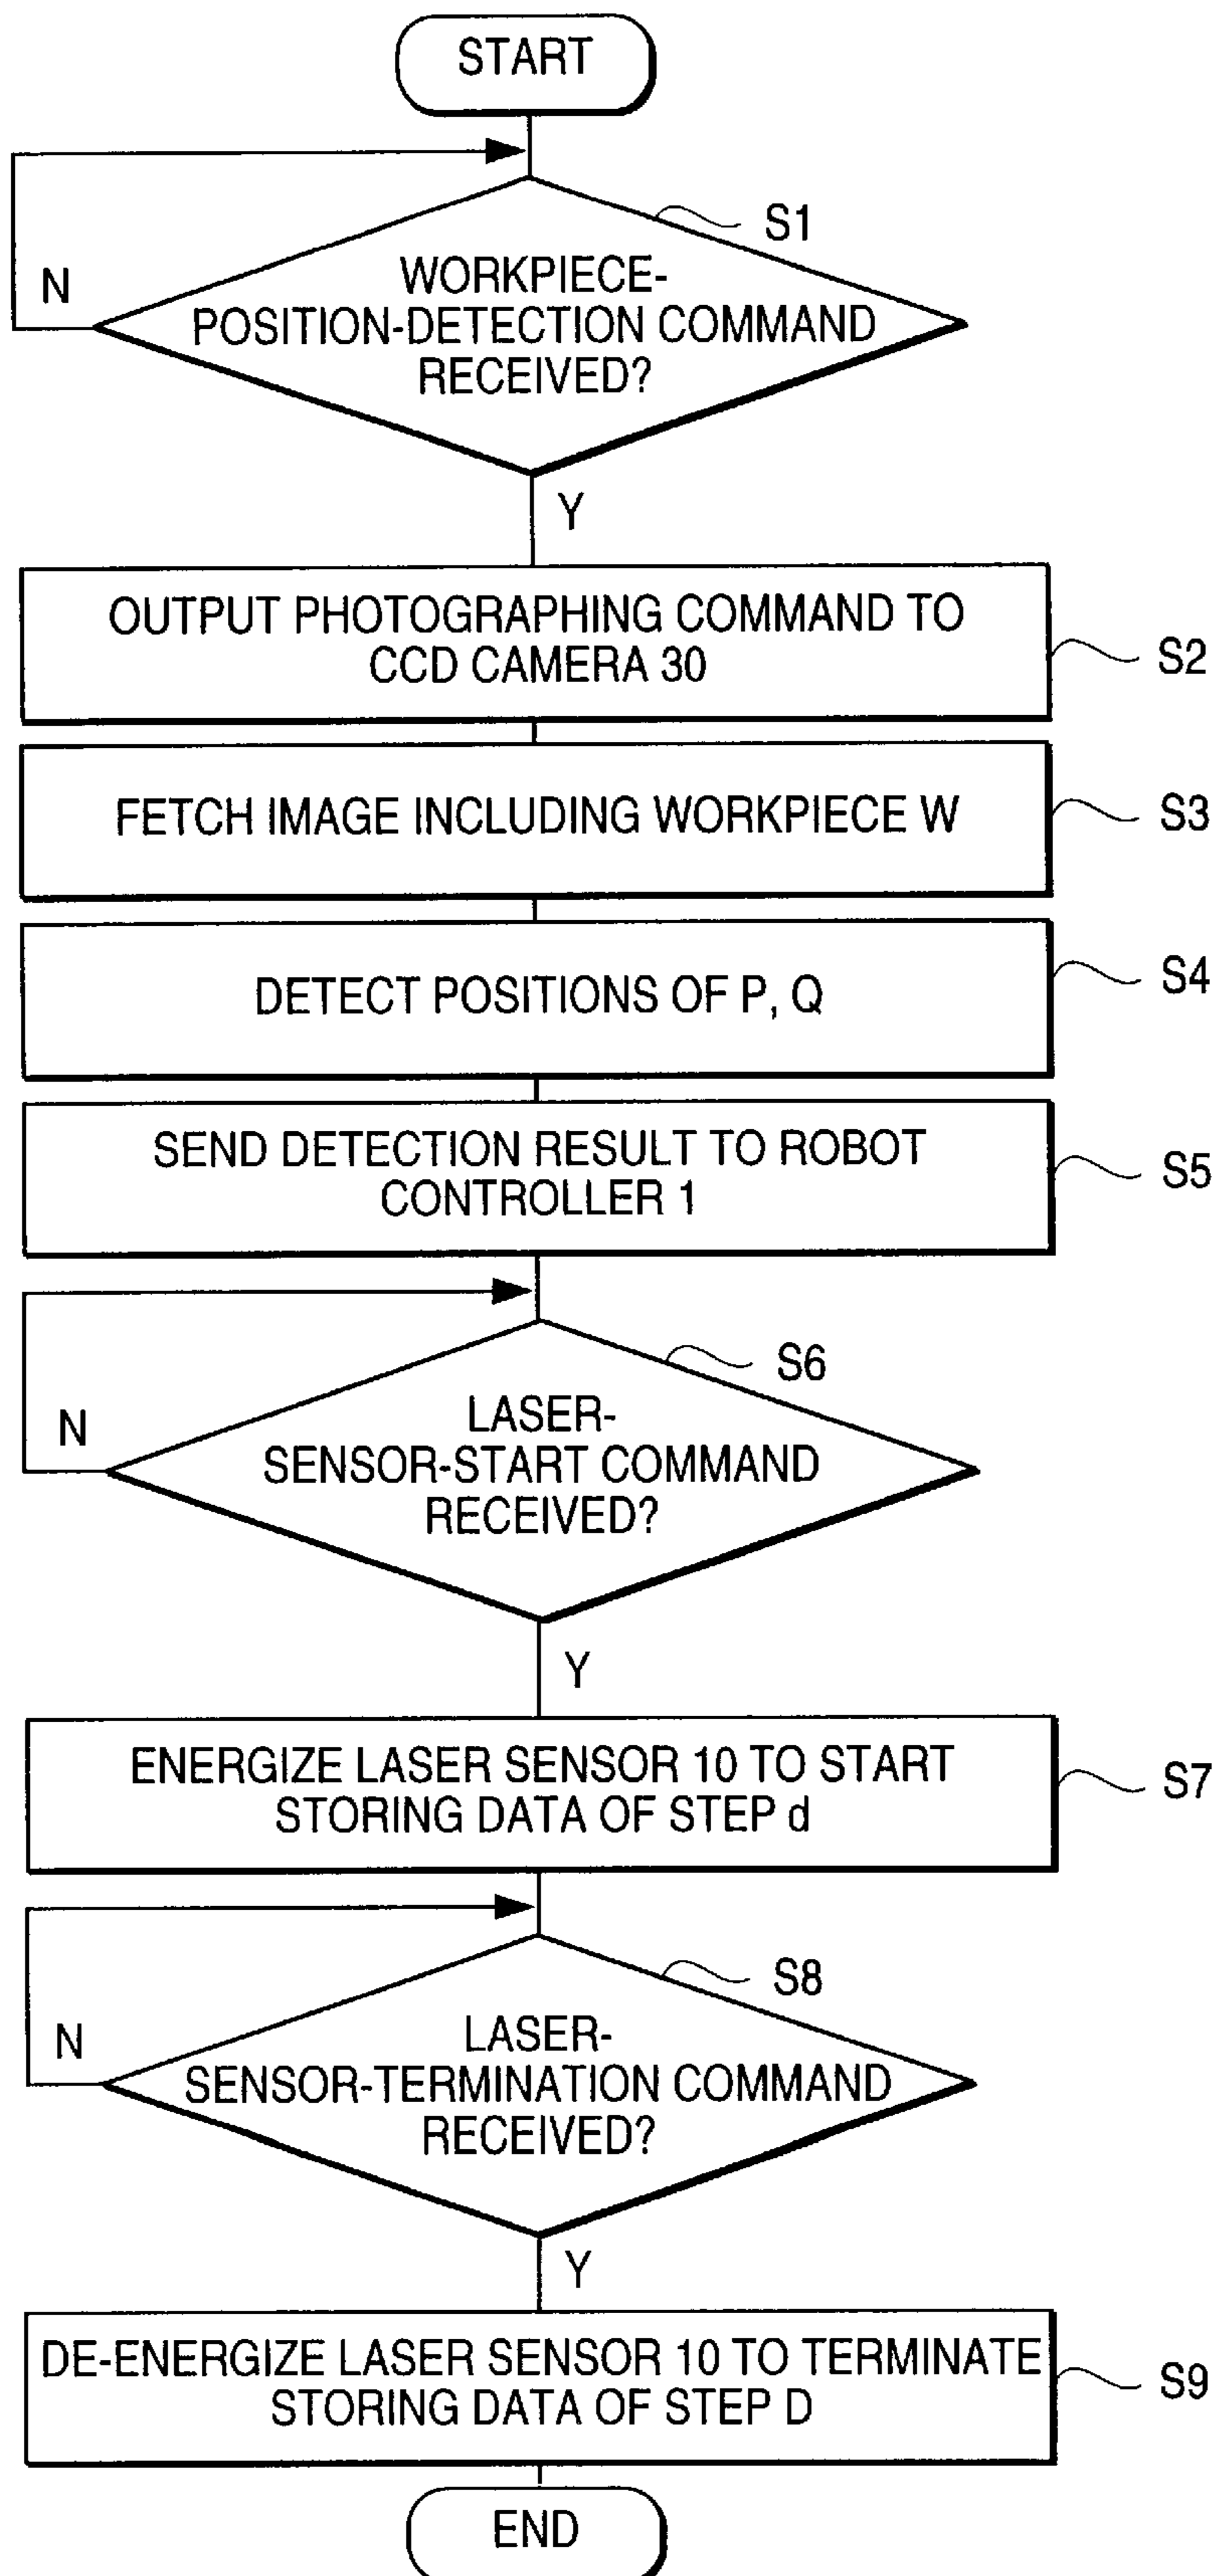 START
S1
WORKPIECE-
POSITION-DETECTION COMMAND
RECEIVED?
N
Y
OUTPUT PHOTOGRAPHING COMMAND TO
CCD CAMERA 30
S2
FETCH IMAGE INCLUDING WORKPIECE W
S3
DETECT POSITIONS OF P, Q
S4
SEND DETECTION RESULT TO ROBOT
CONTROLLER 1
S5
S6
LASER-
SENSOR-START COMMAND
RECEIVED?
N
Y
ENERGIZE LASER SENSOR 10 TO START
STORING DATA OF STEP d
S7
S8
LASER-
SENSOR-TERMINATION COMMAND
RECEIVED?
N
Y
DE-ENERGIZE LASER SENSOR 10 TO TERMINATE
STORING DATA OF STEP D
S9
END